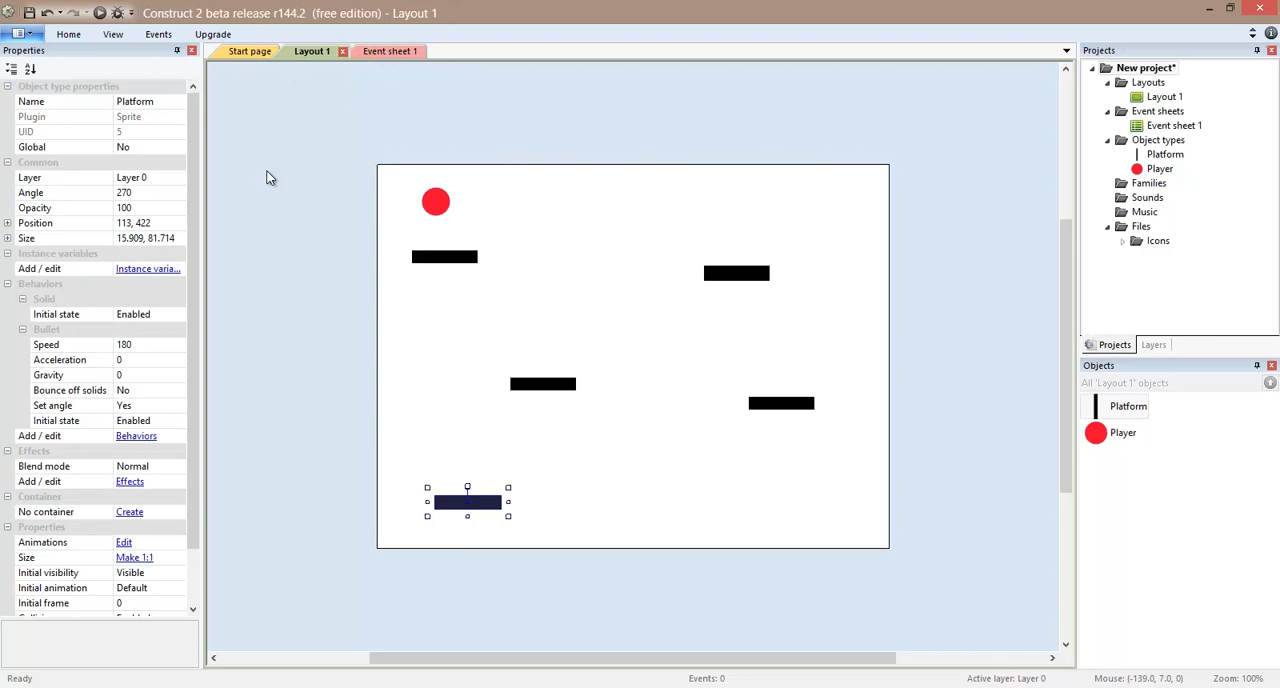 Construct 2 beta release r144.2 (free edition) - Layout 1
Home View Events Upgrade
Properties
Start page Layout 1 Event sheet 1
Projects
Object type properties
Name Platform
Plugin Sprite
UID 5
Global No
Common
Layer Layer 0
Angle 270
Opacity 100
Position 113, 422
Size 15.909, 81.714
Instance variables
Add / edit Instance varia...
Behaviors
Solid
Initial state Enabled
Bullet
Speed 180
Acceleration 0
Gravity 0
Bounce off solids No
Set angle Yes
Initial state Enabled
Add / edit Behaviors
Effects
Blend mode Normal
Add / edit Effects
Container
No container Create
Properties
Animations Edit
Size Make 1:1
Initial visibility Visible
Initial animation Default
Initial frame 0
New project*
Layouts
Layout 1
Event sheets
Event sheet 1
Object types
Platform
Player
Families
Sounds
Music
Files
Icons
Projects Layers
Objects
All 'Layout 1' objects
Platform
Player
Ready Events: 0 Active layer: Layer 0 Mouse: (-139.0, 7.0, 0) Zoom: 100%